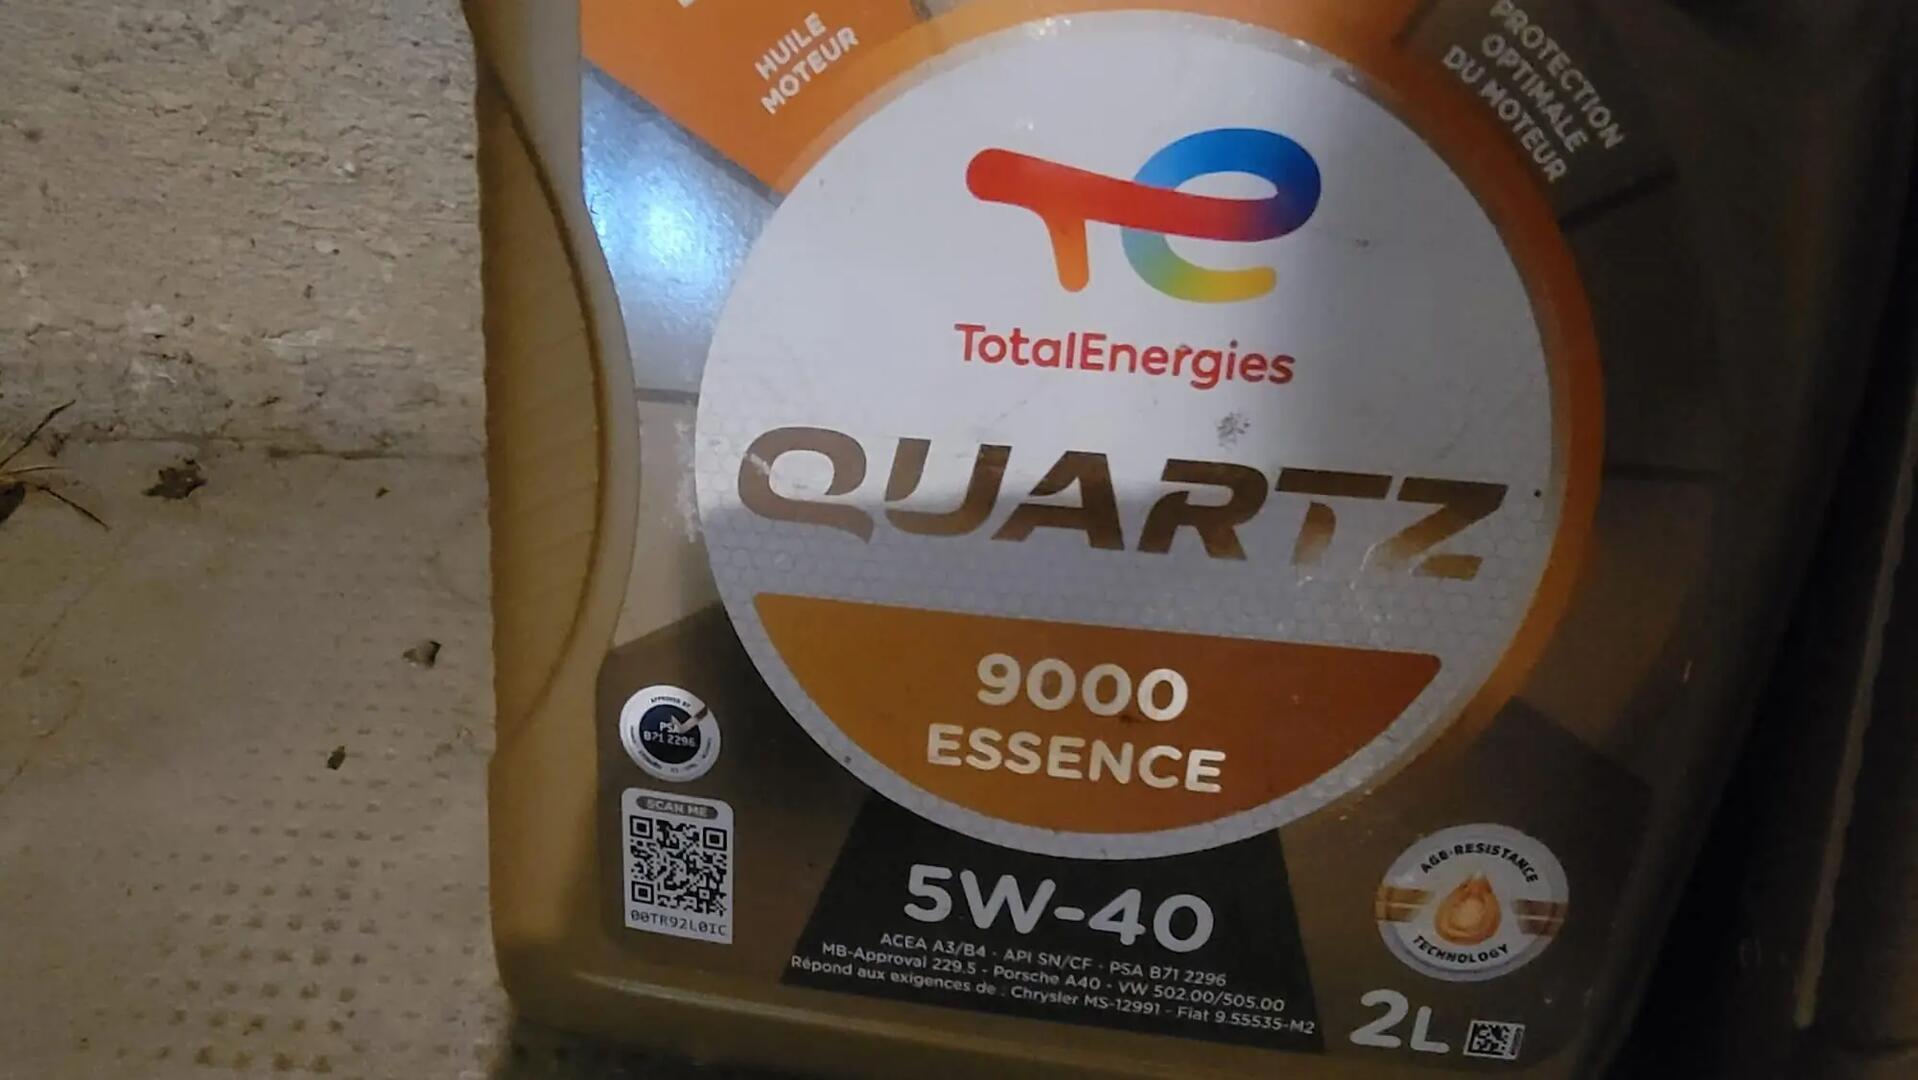 HUILE
MOTEUR
PROTECTION
OPTIMALE
DU MOTEUR
TotalEnergies
QUARTZ
9000
ESSENCE
APPROVED BY
PSA
B71 2296
SCAN ME
00TR92L0IC
5W-40
ACEA A3/B4 - API SN/CF - PSA B71 2296
MB-Approval 229.5 - Porsche A40 - VW 502.00/505.00
Répond aux exigences de : Chrysler MS-12991 - Fiat 9.55535-M2
AGE-RESISTANCE
TECHNOLOGY
2L